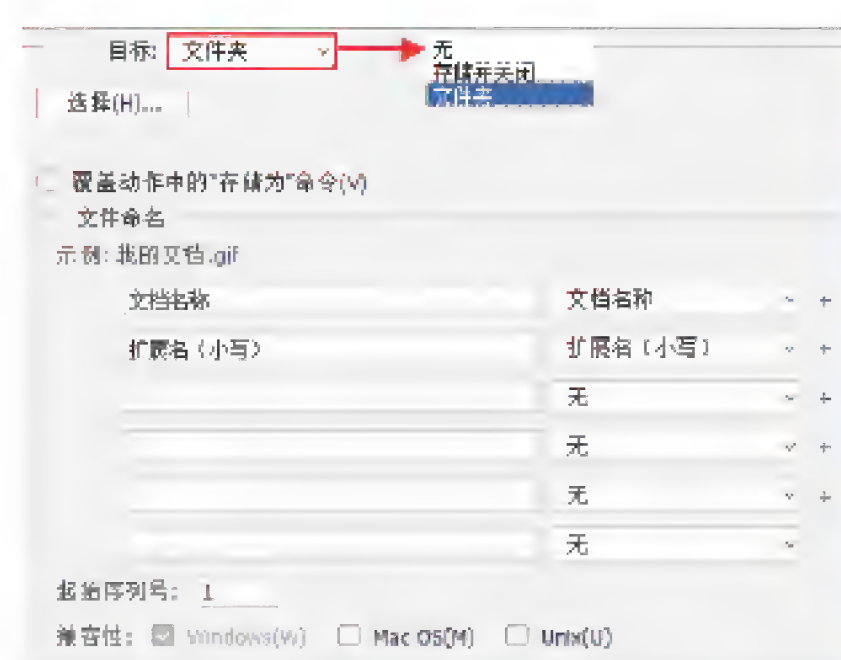 目标: 文件夹
无
存储并关闭
文件夹
选择(H)...
覆盖动作中的"存储为"命令(V)
文件命名
示例: 我的文档.gif
文档名称 文档名称 +
扩展名（小写） 扩展名（小写） +
无 +
无 +
无 +
无
起始序列号: 1
兼容性: Windows(W) Mac OS(M) Unix(U)